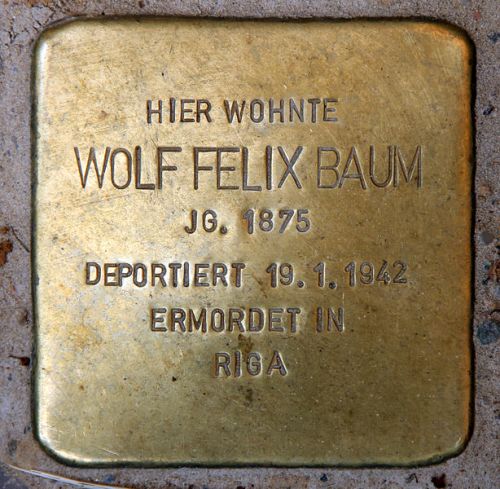 HIER WOHNTE
WOLF FELIX BAUM
JG. 1875
DEPORTIERT 19.1.1942
ERMORDET IN
RIGA